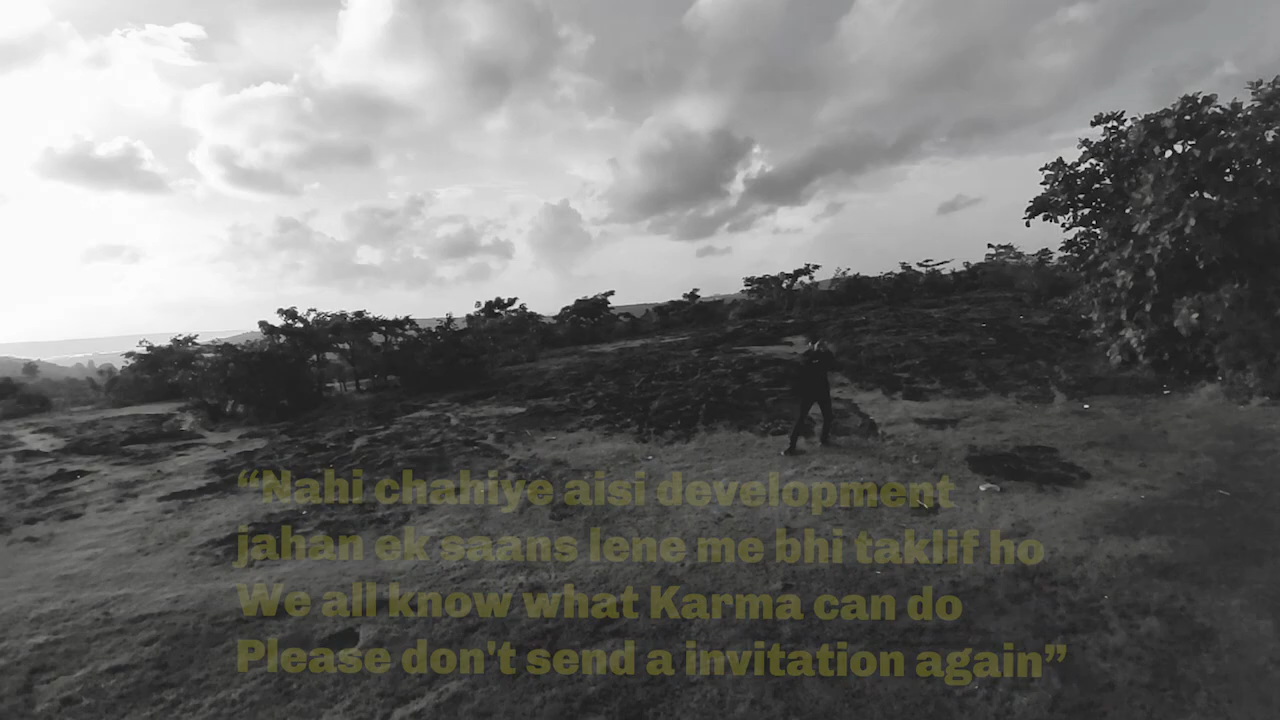 “Nahi chahiye aisi development
jahan ek saans lene me bhi taklif ho
We all know what Karma can do
Please don't send a invitation again”